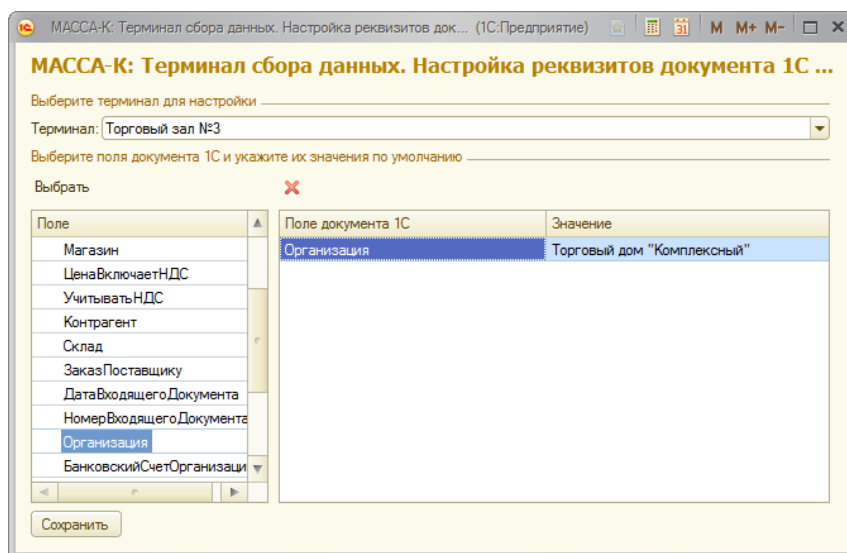 МАССА-К: Терминал сбора данных. Настройка реквизитов док... (1С:Предприятие) 31 M M+ M-
МАССА-К: Терминал сбора данных. Настройка реквизитов документа 1С ...
Выберите терминал для настройки
Терминал: Торговый зал №3
Выберите поля документа 1С и укажите их значения по умолчанию
Выбрать
Поле
Магазин
ЦенаВключаетНДС
УчитыватьНДС
Контрагент
Склад
ЗаказПоставщику
ДатаВходящегоДокумента
НомерВходящегоДокумента
Организация
БанковскийСчетОрганизаци
Поле документа 1С Значение
Организация Торговый дом "Комплексный"
Сохранить